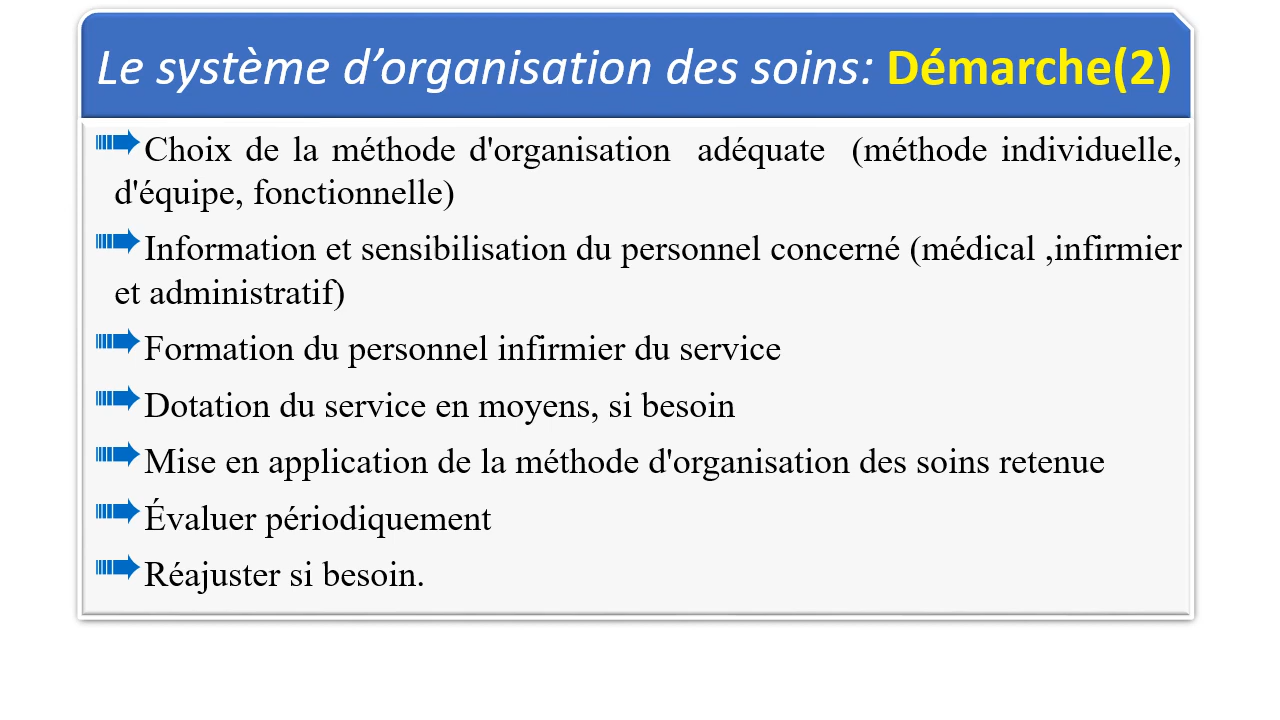 Le système d’organisation des soins: Démarche(2)
Choix de la méthode d'organisation adéquate (méthode individuelle,
d'équipe, fonctionnelle)
Information et sensibilisation du personnel concerné (médical ,infirmier
et administratif)
Formation du personnel infirmier du service
Dotation du service en moyens, si besoin
Mise en application de la méthode d'organisation des soins retenue
Évaluer périodiquement
Réajuster si besoin.